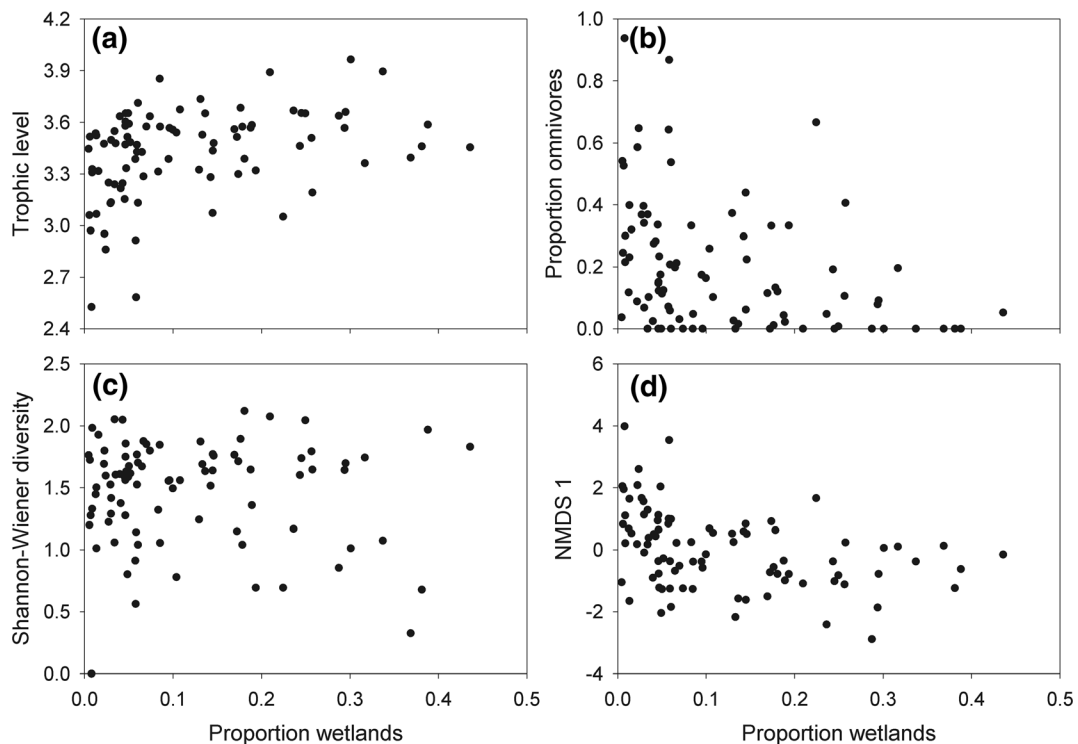 (a)
Trophic level
4.2
3.9
3.6
3.3
3.0
2.7
2.4
(b)
Proportion omnivores
1.0
0.8
0.6
0.4
0.2
0.0
(c)
Shannon-Wiener diversity
2.5
2.0
1.5
1.0
0.5
0.0
0.0 0.1 0.2 0.3 0.4 0.5
Proportion wetlands
(d)
NMDS 1
6
4
2
0
-2
-4
0.0 0.1 0.2 0.3 0.4 0.5
Proportion wetlands